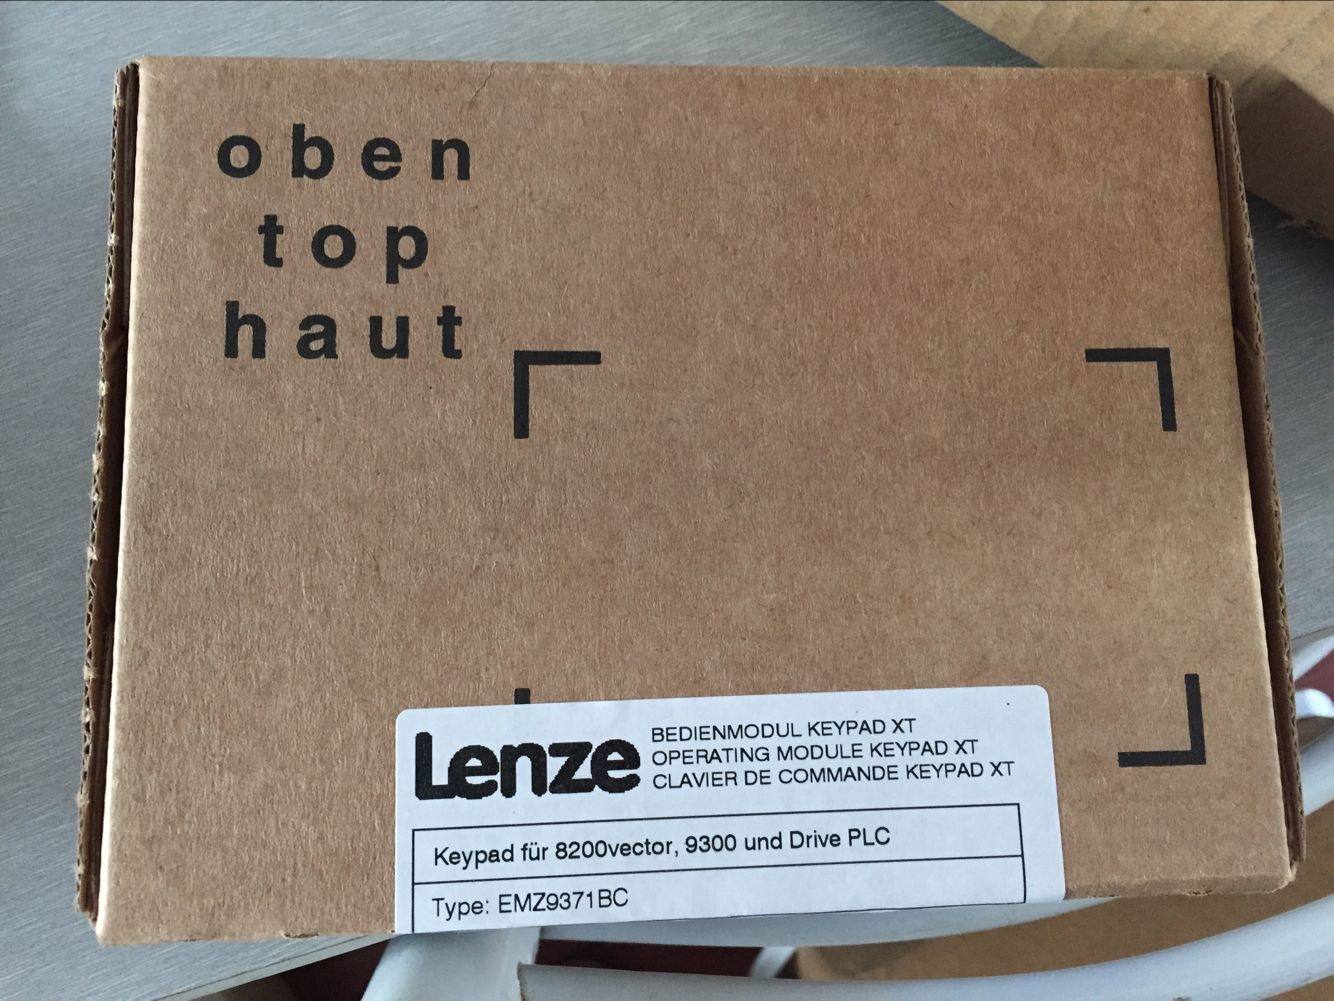 oben
top
haut
Lenze
BEDIENMODUL KEYPAD XT
OPERATING MODULE KEYPAD XT
CLAVIER DE COMMANDE KEYPAD XT
Keypad für 8200vector, 9300 und Drive PLC
Type: EMZ9371BC